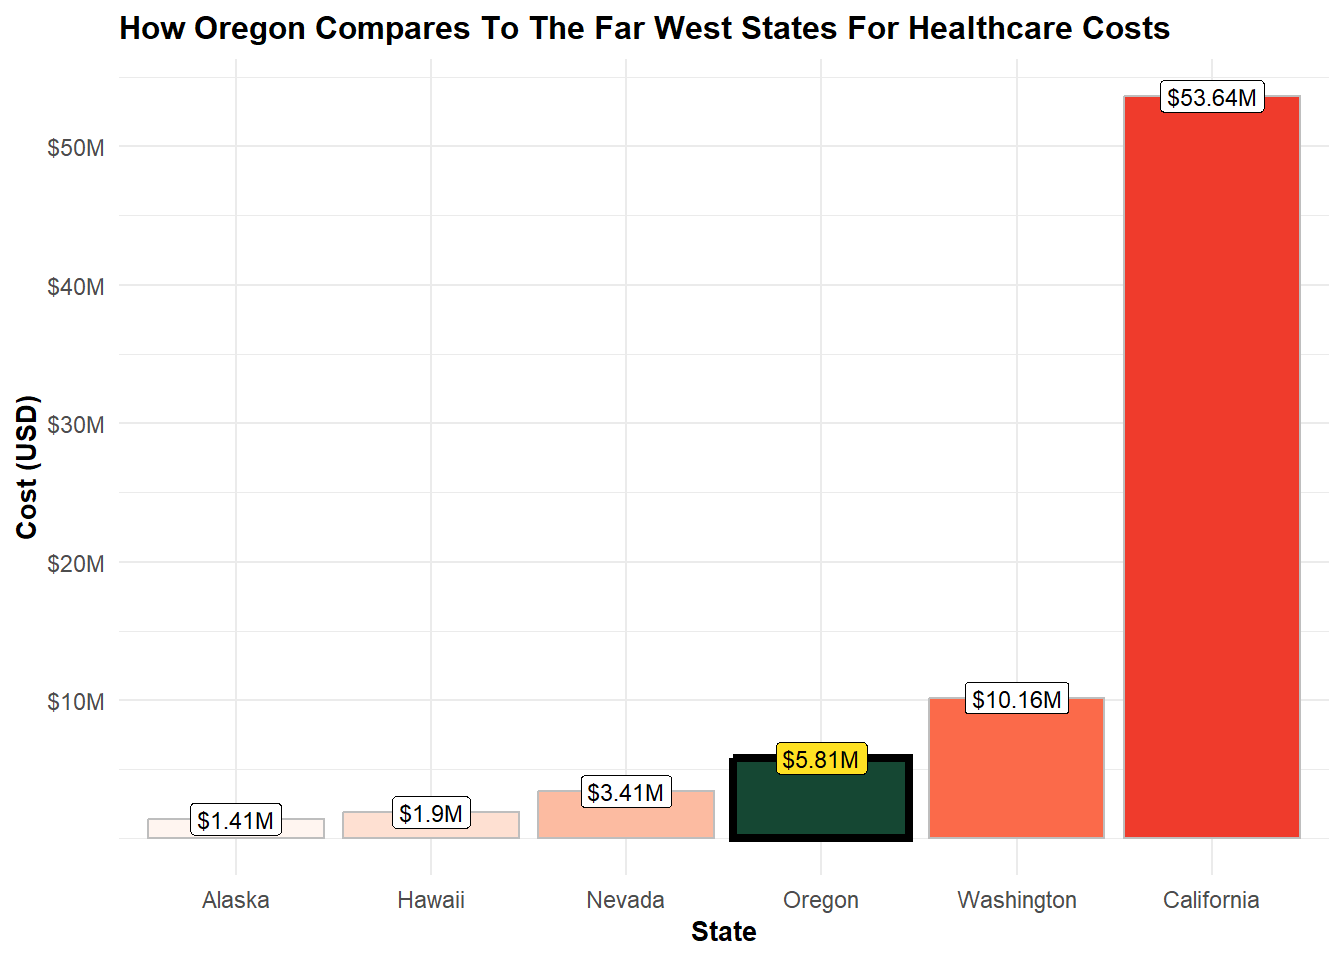 How Oregon Compares To The Far West States For Healthcare Costs
$53.64M
$50M
$40M
$30M
$20M
$10M
Cost (USD)
$10.16M
$5.81M
$3.41M
$1.9M
$1.41M
Alaska Hawaii Nevada Oregon Washington California
State